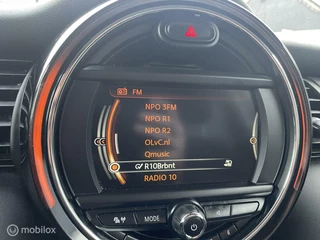 FM
NPO 3FM
NPO R1
NPO R2
OLvC.nl
Qmusic
R10Brbnt
RADIO 10
MODE
© mobilox